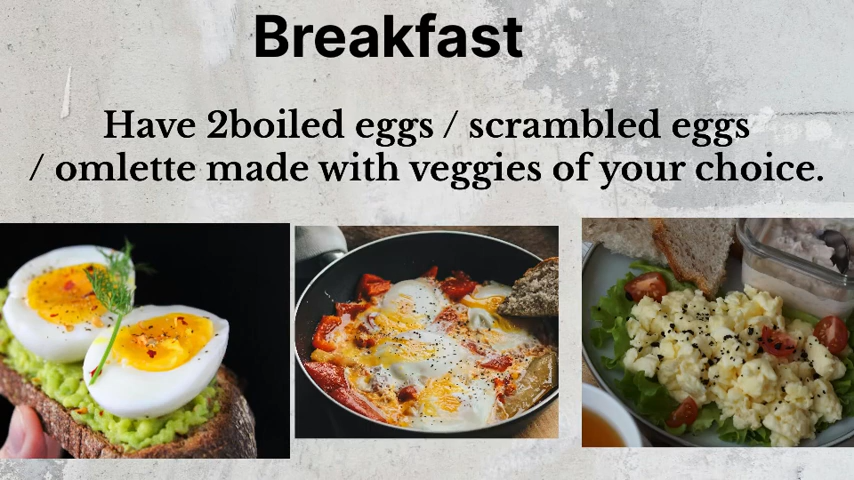 Breakfast
Have 2boiled eggs / scrambled eggs
/ omlette made with veggies of your choice.